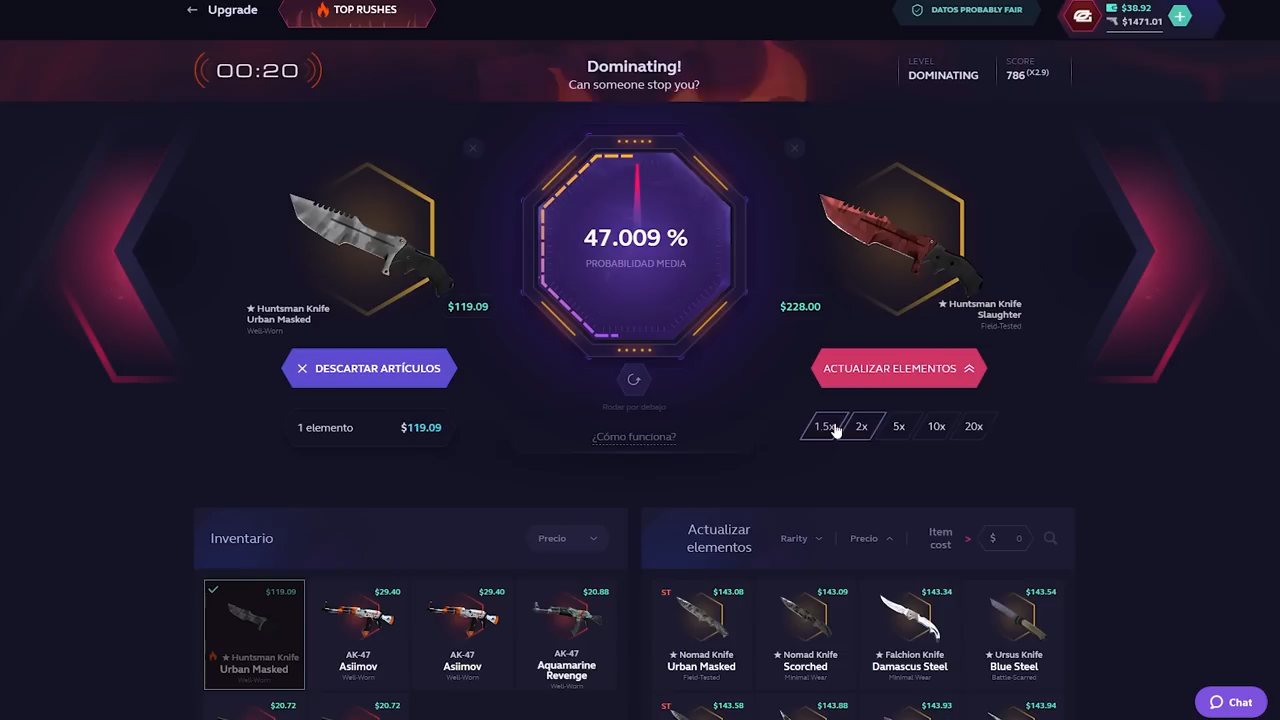 ← Upgrade
TOP RUSHES
DATOS PROBABLY FAIR
$38.92
$1471.01
00:20
Dominating!
Can someone stop you?
LEVEL
DOMINATING
SCORE
786 (X2.9)
47.009 %
PROBABILIDAD MEDIA
★ Huntsman Knife
Urban Masked
Well-Worn
$119.09
$228.00
★ Huntsman Knife
Slaughter
Field-Tested
DESCARTAR ARTÍCULOS
ACTUALIZAR ELEMENTOS
Rodar por debajo
1 elemento $119.09
¿Cómo funciona?
1.5x 2x 5x 10x 20x
Inventario
Precio
Actualizar
elementos
Rarity
Precio
Item
cost
>
$ 0
$119.09
★ Huntsman Knife
Urban Masked
Well-Worn
$29.40
AK-47
Asiimov
Well-Worn
$29.40
AK-47
Asiimov
Well-Worn
$20.88
AK-47
Aquamarine
Revenge
Well-Worn
ST $143.08
★ Nomad Knife
Urban Masked
Field-Tested
$143.09
★ Nomad Knife
Scorched
Minimal Wear
$143.34
★ Falchion Knife
Damascus Steel
Minimal Wear
$143.54
★ Ursus Knife
Blue Steel
Battle-Scarred
$20.72
$20.72
ST $143.58
$143.88
$143.93
$143.94
Chat